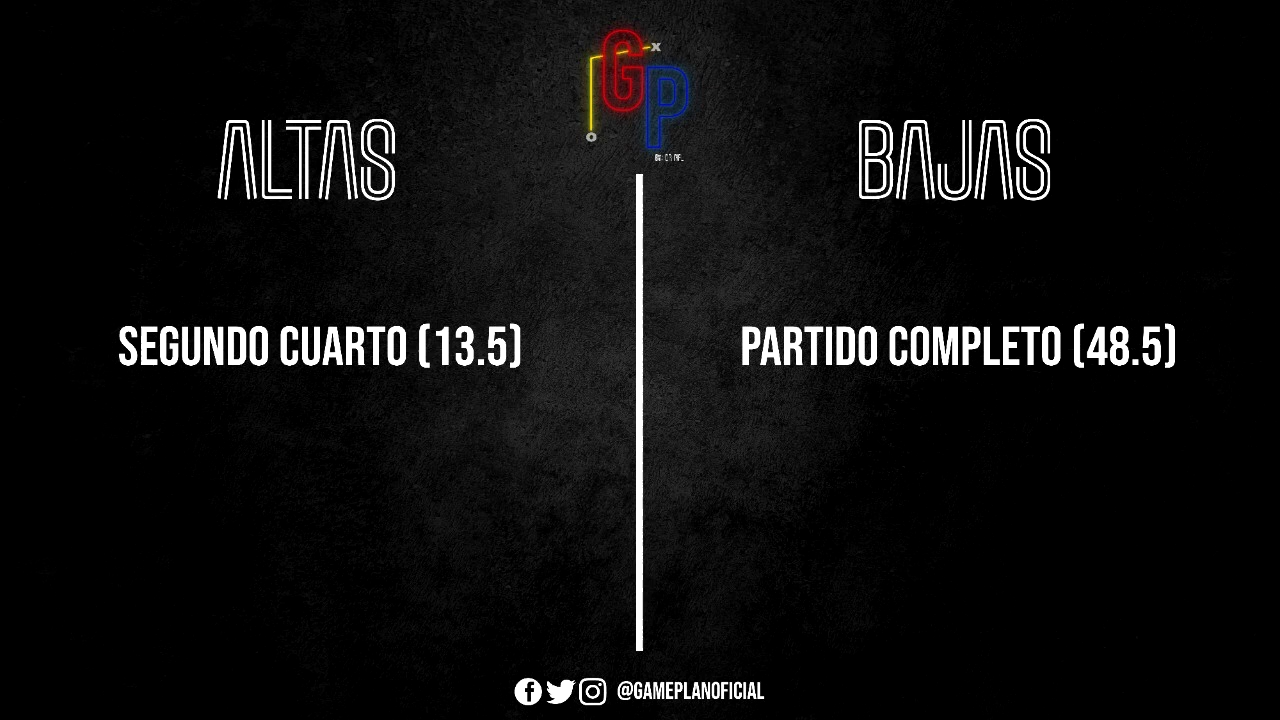 GP
X
O
ALTAS
BAJAS
SEGUNDO CUARTO (13.5)
PARTIDO COMPLETO (48.5)
@GAMEPLANOFICIAL